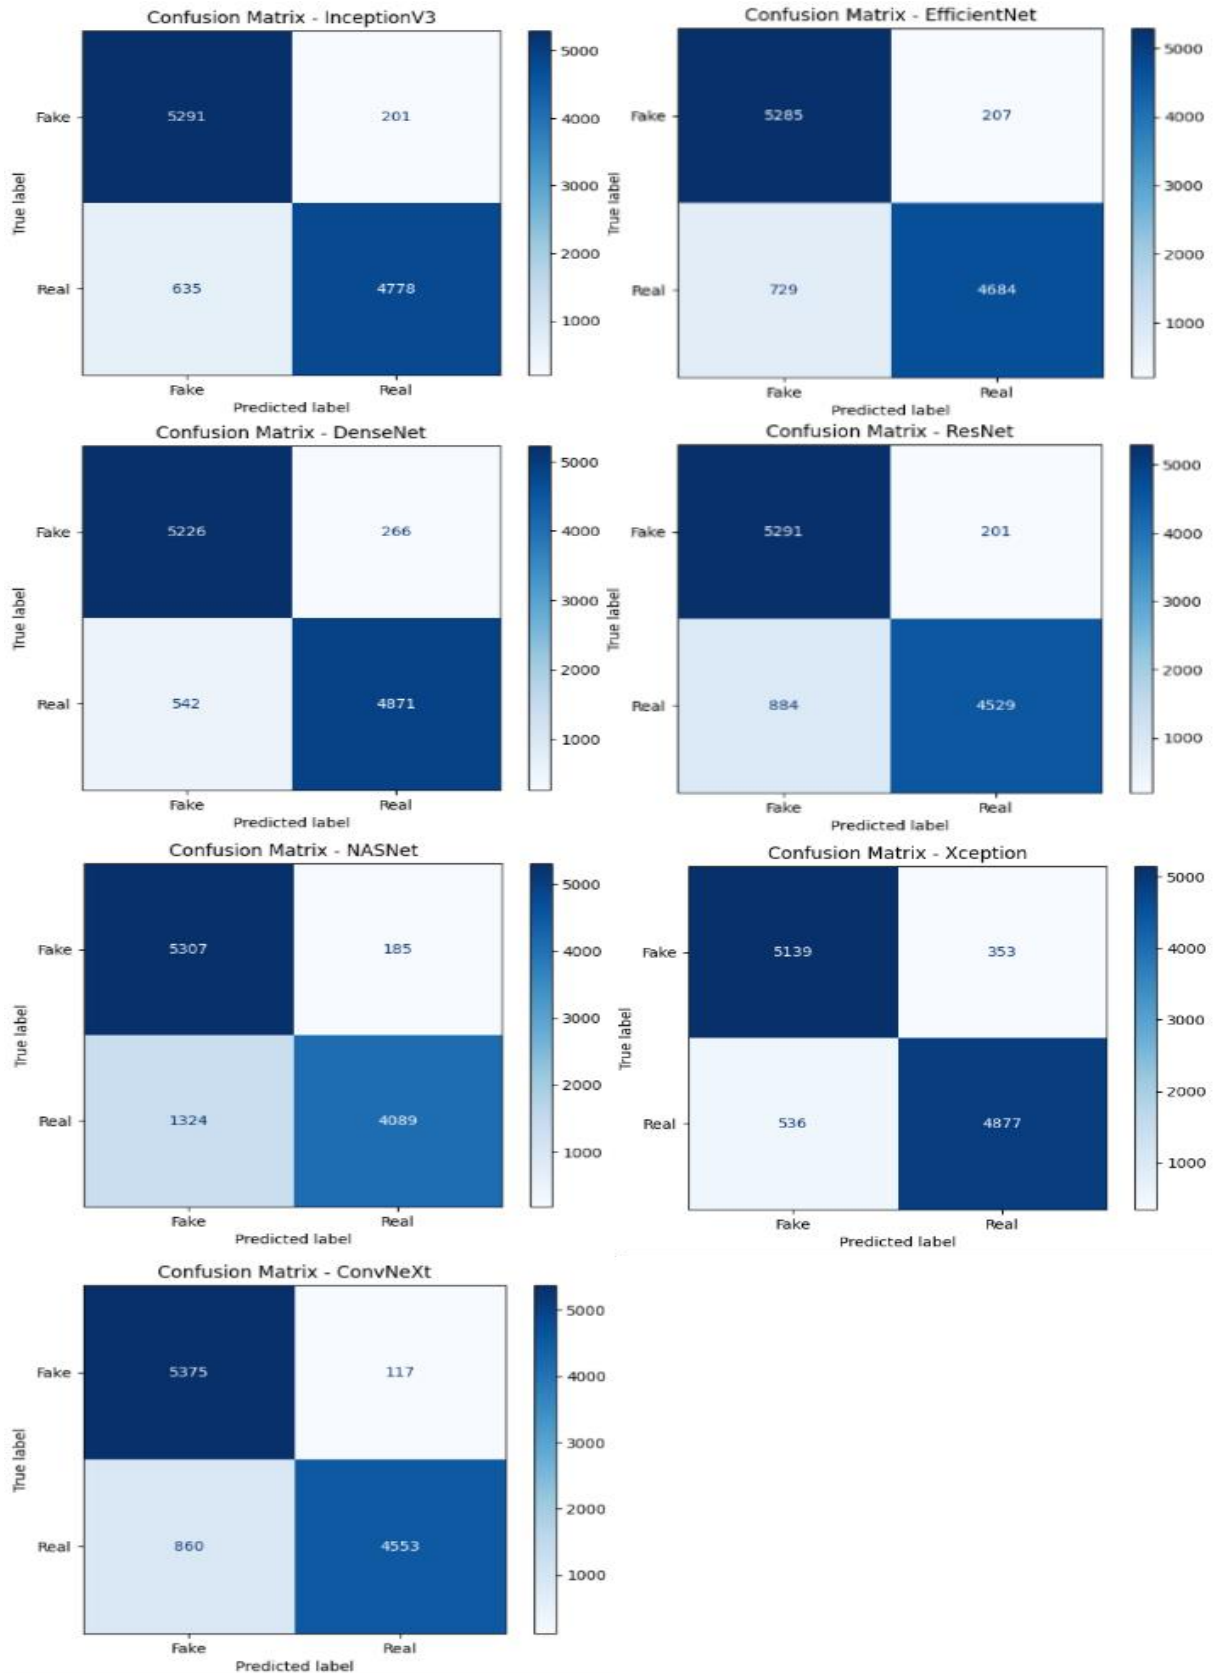 Confusion Matrix - InceptionV3
True label
Fake
5291
201
Real
635
4778
Fake
Real
Predicted label
5000
4000
3000
2000
1000
Confusion Matrix - EfficientNet
True label
Fake
5285
207
Real
729
4684
Fake
Real
Predicted label
5000
4000
3000
2000
1000
Confusion Matrix - DenseNet
True label
Fake
5226
266
Real
542
4871
Fake
Real
Predicted label
5000
4000
3000
2000
1000
Confusion Matrix - ResNet
True label
Fake
5291
201
Real
884
4529
Fake
Real
Predicted label
5000
4000
3000
2000
1000
Confusion Matrix - NASNet
True label
Fake
5307
185
Real
1324
4089
Fake
Real
Predicted label
5000
4000
3000
2000
1000
Confusion Matrix - Xception
True label
Fake
5139
353
Real
536
4877
Fake
Real
Predicted label
5000
4000
3000
2000
1000
Confusion Matrix - ConvNeXt
True label
Fake
5375
117
Real
860
4553
Fake
Real
Predicted label
5000
4000
3000
2000
1000